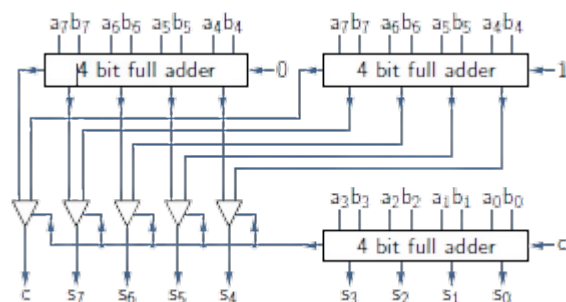 a₇b₇ a₆b₆ a₅b₅ a₄b₄ a₇b₇ a₆b₆ a₅b₅ a₄b₄
4 bit full adder 0 4 bit full adder 1
a₃b₃ a₂b₂ a₁b₁ a₀b₀
4 bit full adder c
c s₇ s₆ s₅ s₄ s₃ s₂ s₁ s₀